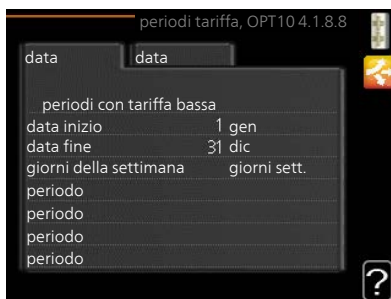 periodi tariffa, OPT10 4.1.8.8
data data
periodi con tariffa bassa
data inizio 1 gen
data fine 31 dic
giorni della settimana giorni sett.
periodo
periodo
periodo
periodo
?